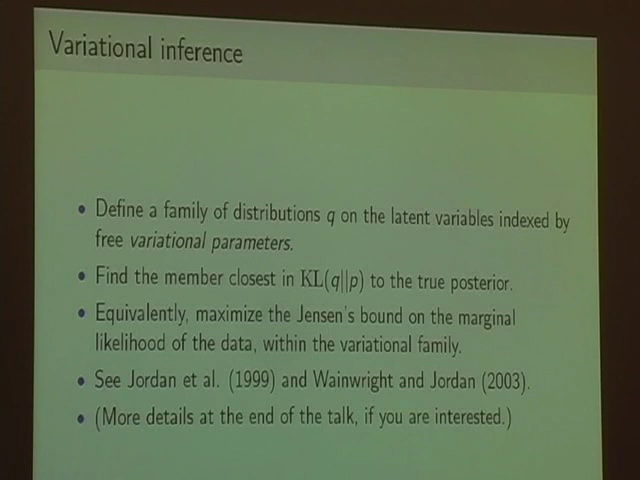 Variational inference
• Define a family of distributions q on the latent variables indexed by
free variational parameters.
• Find the member closest in KL(q||p) to the true posterior.
• Equivalently, maximize the Jensen's bound on the marginal
likelihood of the data, within the variational family.
• See Jordan et al. (1999) and Wainwright and Jordan (2003).
• (More details at the end of the talk, if you are interested.)